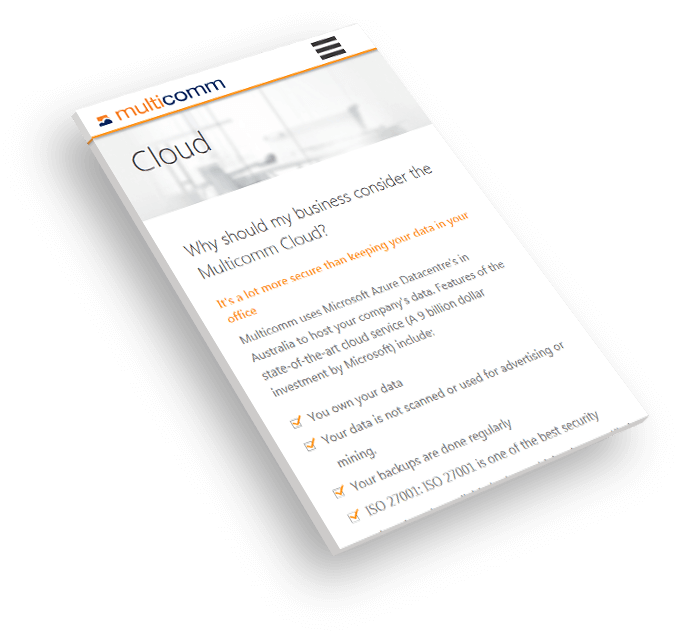 multicomm
Cloud
Why should my business consider the
Multicomm Cloud?
It's a lot more secure than keeping your data in your
office
Multicomm uses Microsoft Azure Datacentre's in
Australia to host your company's data. Features of the
state-of-the-art cloud service (A 9 billion dollar
investment by Microsoft) include:
You own your data
Your data is not scanned or used for advertising or
mining.
Your backups are done regularly
ISO 27001: ISO 27001 is one of the best security